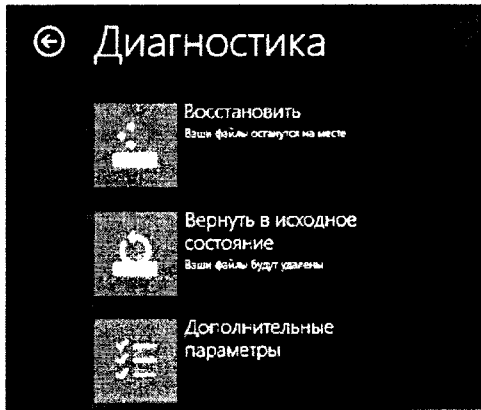 Диагностика
Восстановить
Ваши файлы останутся на месте
Вернуть в исходное
состояние
Ваши файлы будут удалены
Дополнительные
параметры